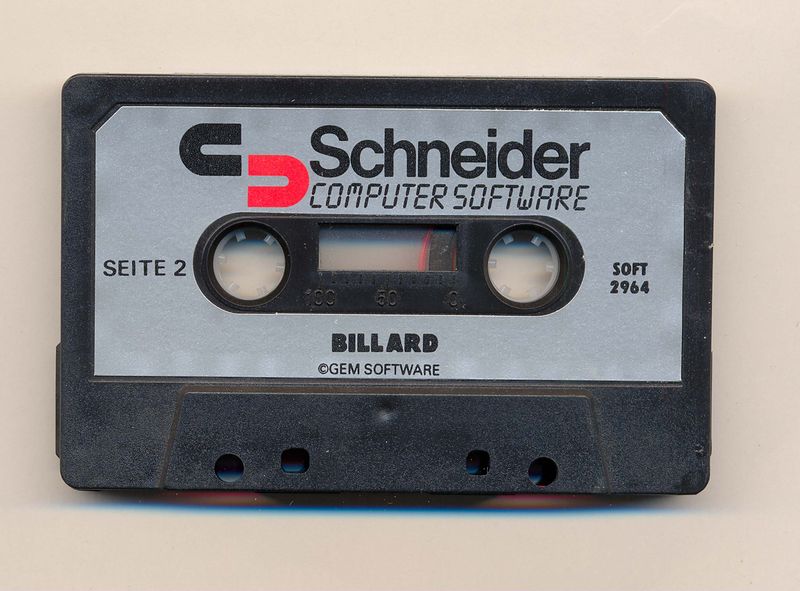 Schneider
COMPUTER SOFTWARE
SEITE 2
SOFT
2964
100 50 0
BILLARD
©GEM SOFTWARE